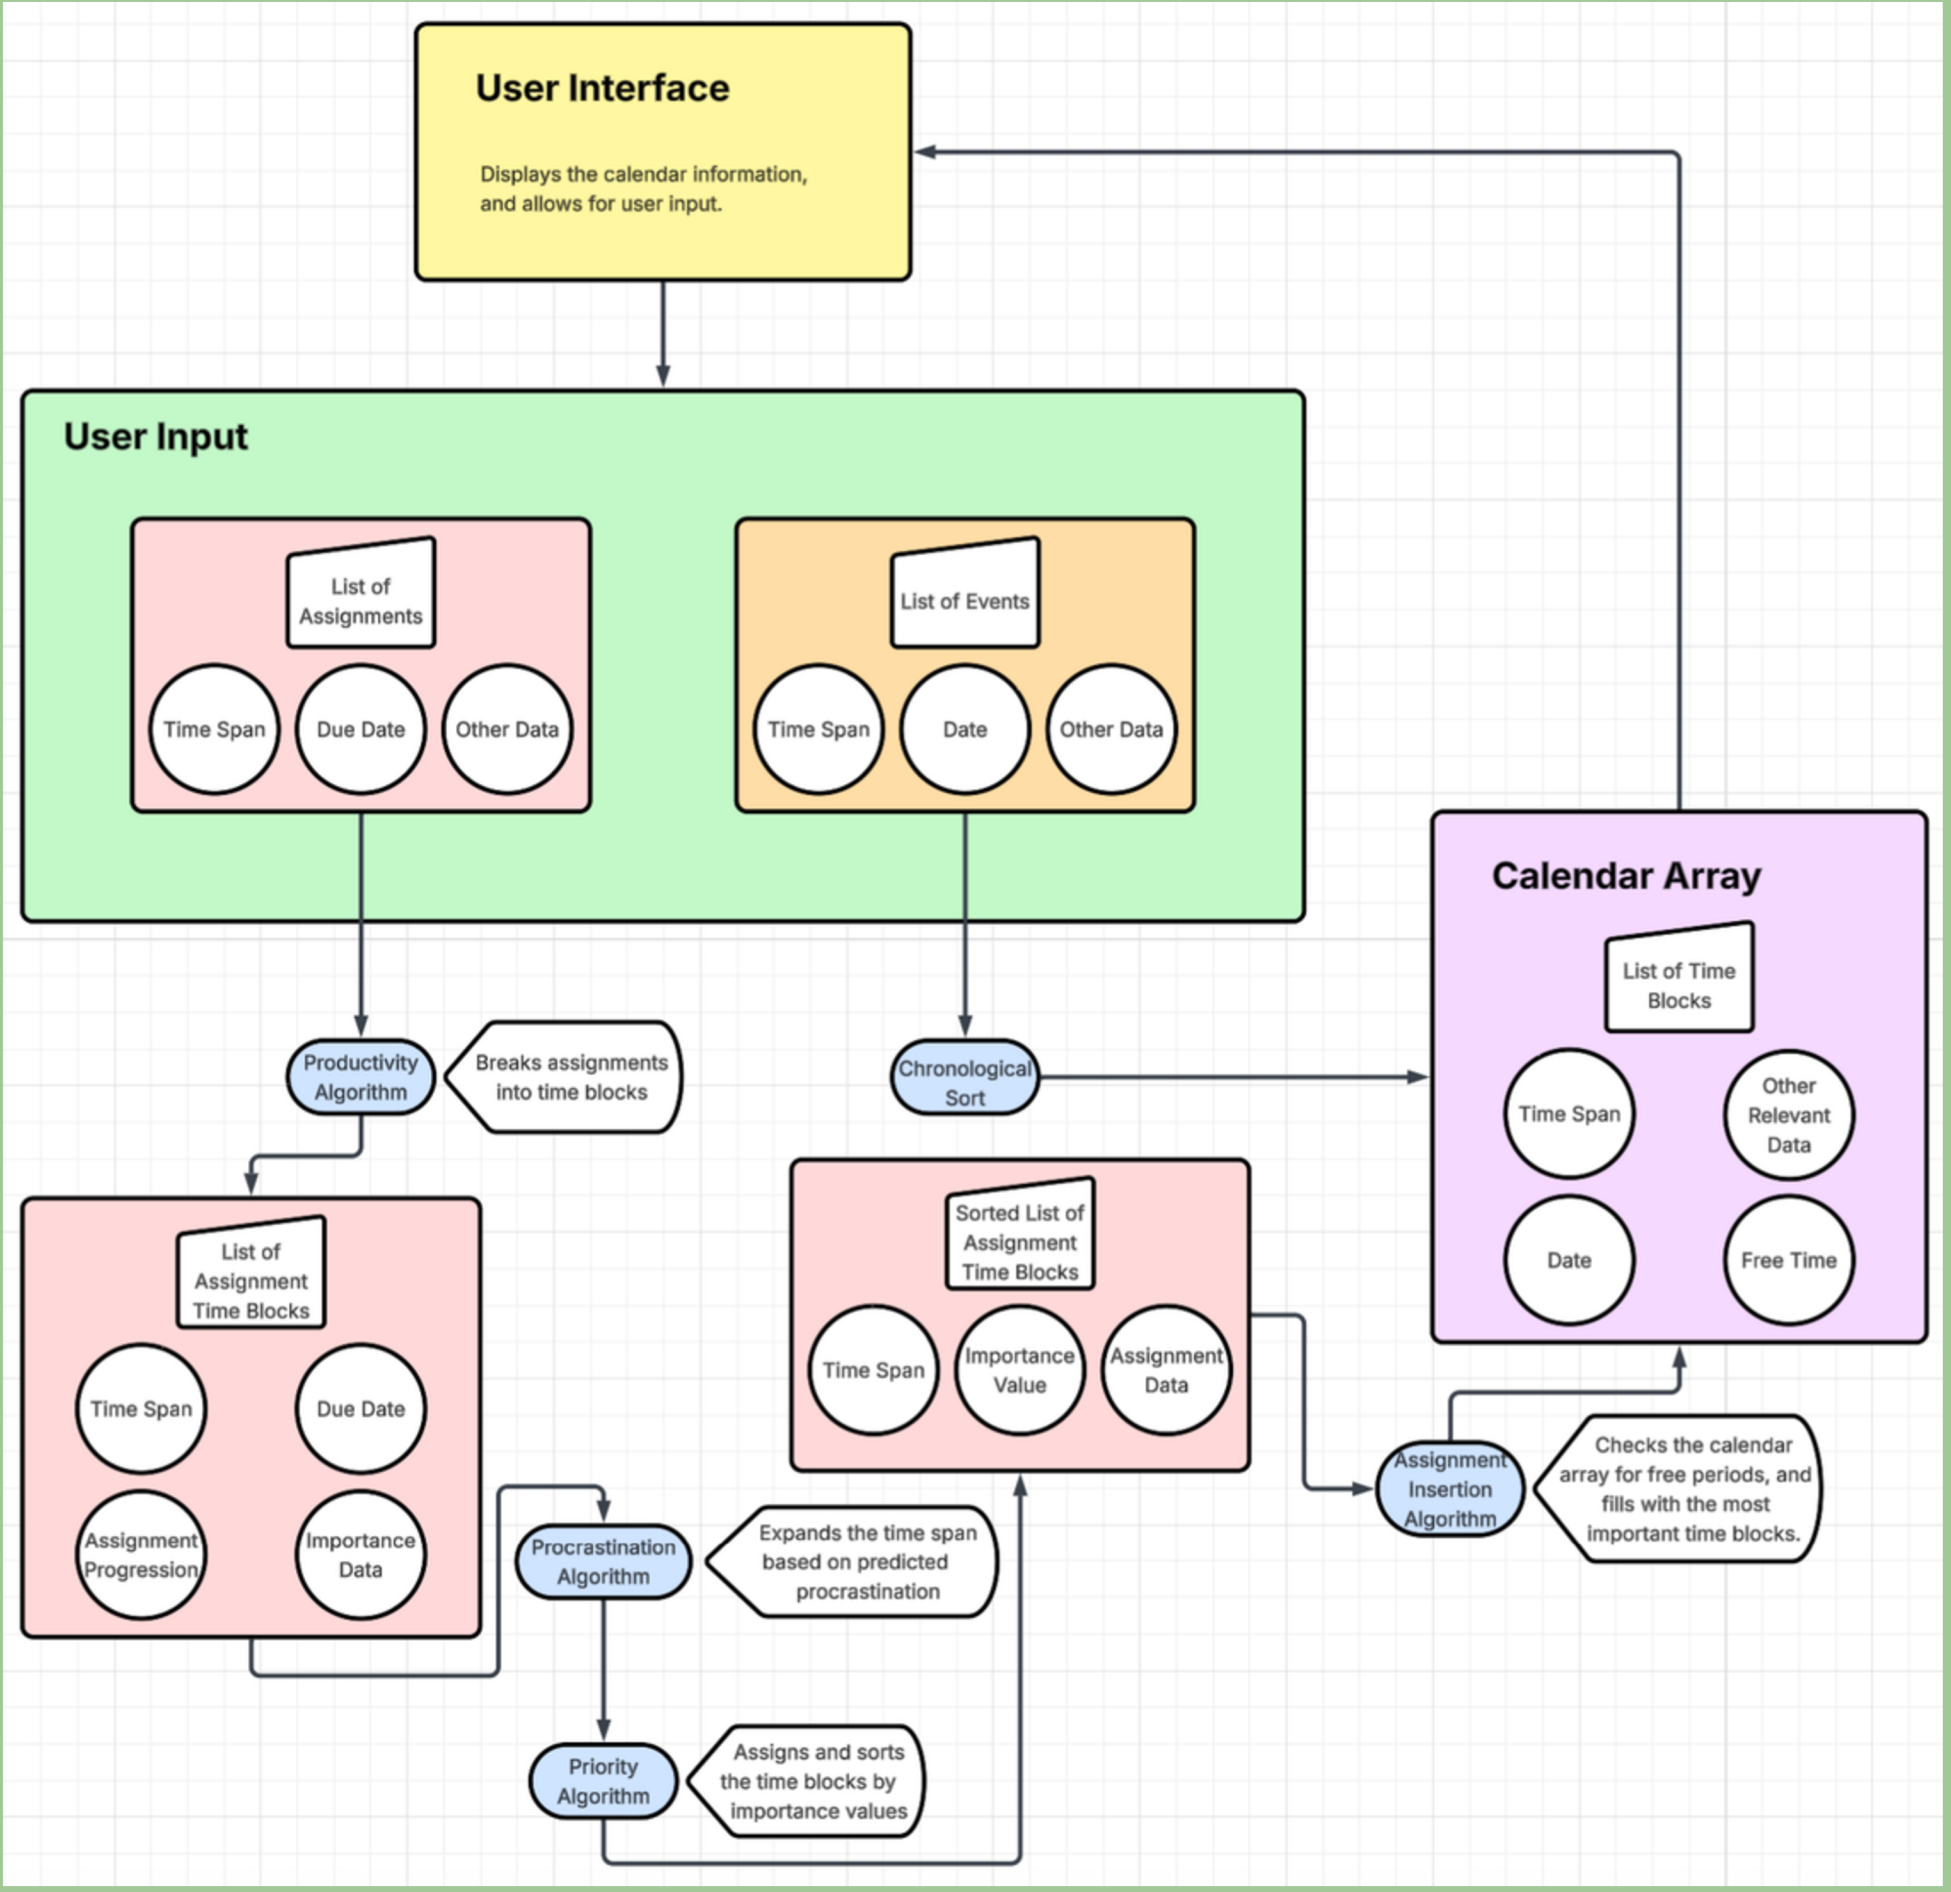 User Interface
Displays the calendar information,
and allows for user input.
User Input
List of
Assignments
Time Span
Due Date
Other Data
List of Events
Time Span
Date
Other Data
Calendar Array
List of Time
Blocks
Time Span
Other
Relevant
Data
Date
Free Time
Productivity
Algorithm
Breaks assignments
into time blocks
Chronological
Sort
List of
Assignment
Time Blocks
Time Span
Due Date
Assignment
Progression
Importance
Data
Sorted List of
Assignment
Time Blocks
Time Span
Importance
Value
Assignment
Data
Procrastination
Algorithm
Expands the time span
based on predicted
procrastination
Assignment
Insertion
Algorithm
Checks the calendar
array for free periods, and
fills with the most
important time blocks.
Priority
Algorithm
Assigns and sorts
the time blocks by
importance values